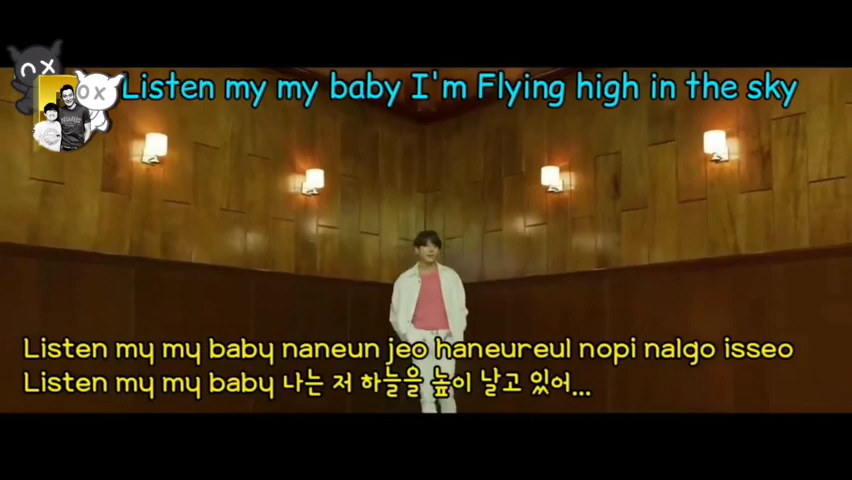 Listen my my baby I'm Flying high in the sky
Listen my my baby naneun jeo haneureul nopi nalgo isseo
Listen my my baby 나는 저 하늘을 높이 날고 있어...